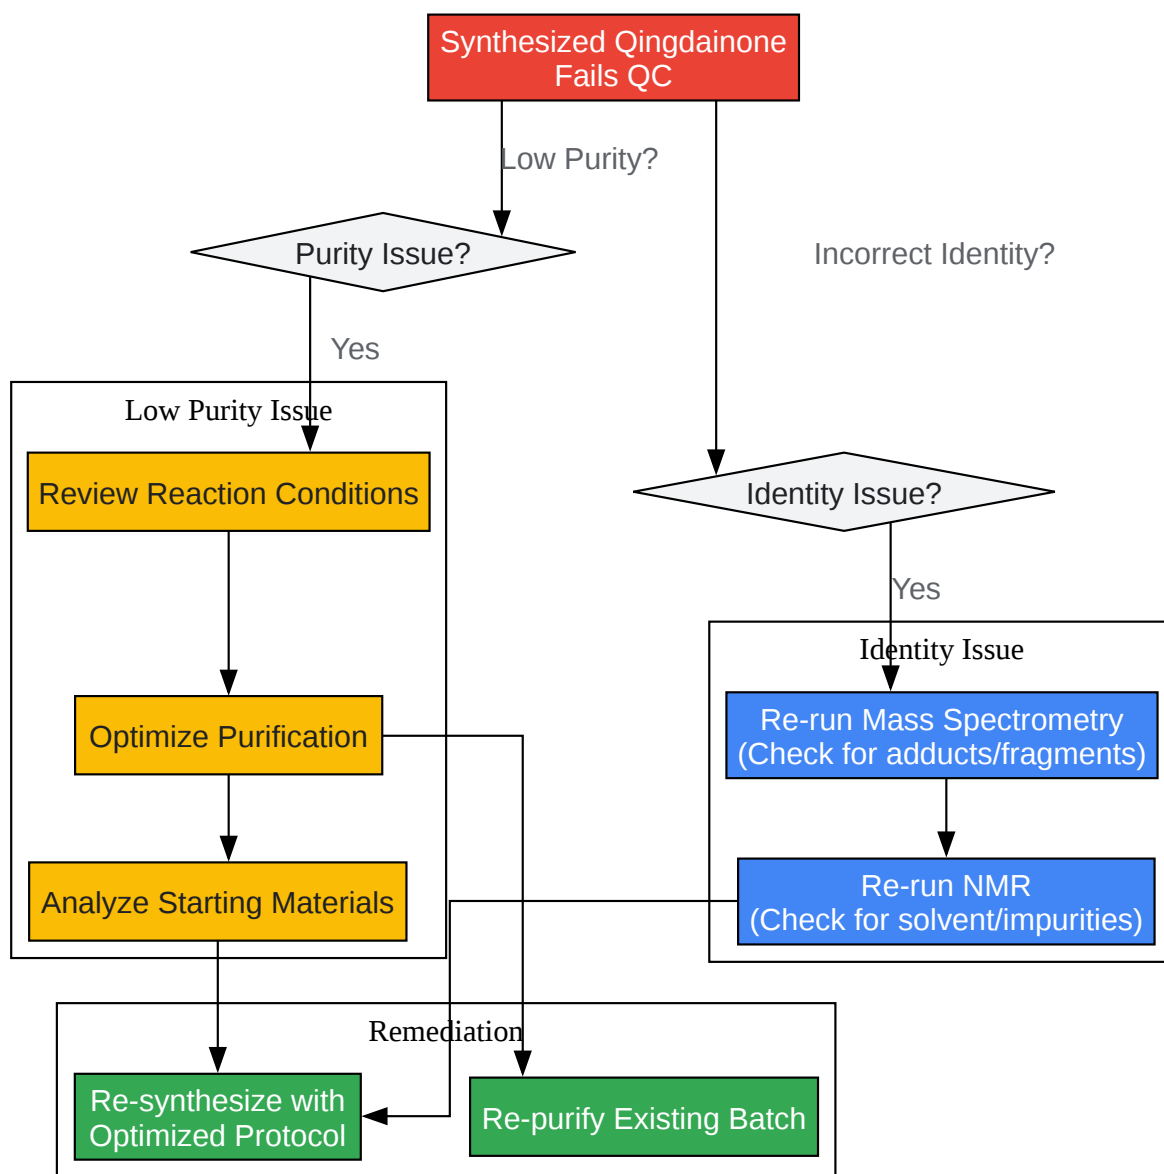 Synthesized Qingdainone
Fails QC
Low Purity?
Purity Issue?
Incorrect Identity?
Yes
Low Purity Issue
Review Reaction Conditions
Identity Issue?
Yes
Identity Issue
Optimize Purification
Re-run Mass Spectrometry
(Check for adducts/fragments)
Analyze Starting Materials
Re-run NMR
(Check for solvent/impurities)
Remediation
Re-synthesize with
Optimized Protocol
Re-purify Existing Batch